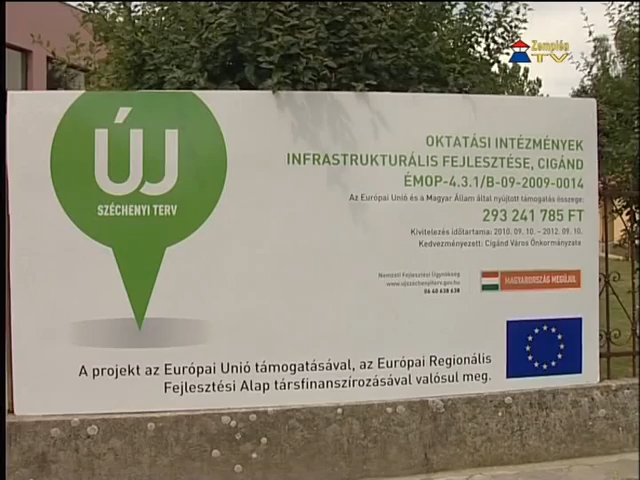 Zemplén
TV
ÚJ
SZÉCHENYI TERV
OKTATÁSI INTÉZMÉNYEK
INFRASTRUKTURÁLIS FEJLESZTÉSE, CIGÁND
ÉMOP-4.3.1/B-09-2009-0014
Az Európai Unió és a Magyar Állam által nyújtott támogatás összege:
293 241 785 FT
Kivitelezés időtartama: 2010. 09. 10. – 2012. 09. 10.
Kedvezményezett: Cigánd Város Önkormányzata
Nemzeti Fejlesztési Ügynökség
www.ujszechenyiterv.gov.hu
06 40 638 638
MAGYARORSZÁG MEGÚJUL
A projekt az Európai Unió támogatásával, az Európai Regionális
Fejlesztési Alap társfinanszírozásával valósul meg.